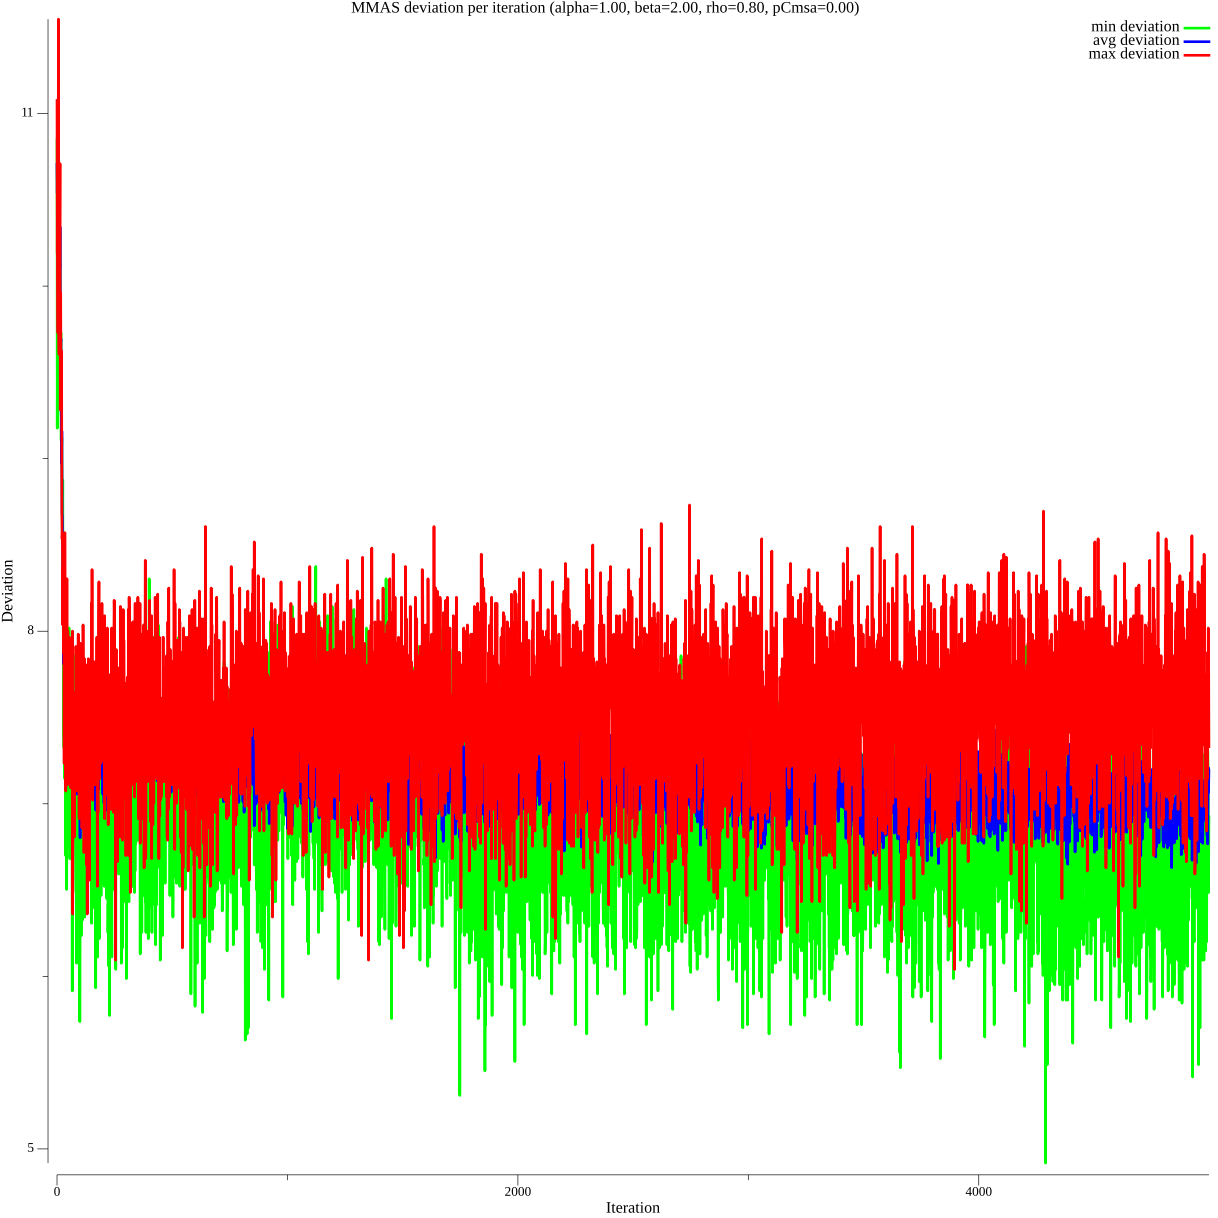 MMAS deviation per iteration (alpha=1.00, beta=2.00, rho=0.80, pCmsa=0.00)
min deviation
avg deviation
max deviation
11
8
5
Deviation
0
2000
4000
Iteration